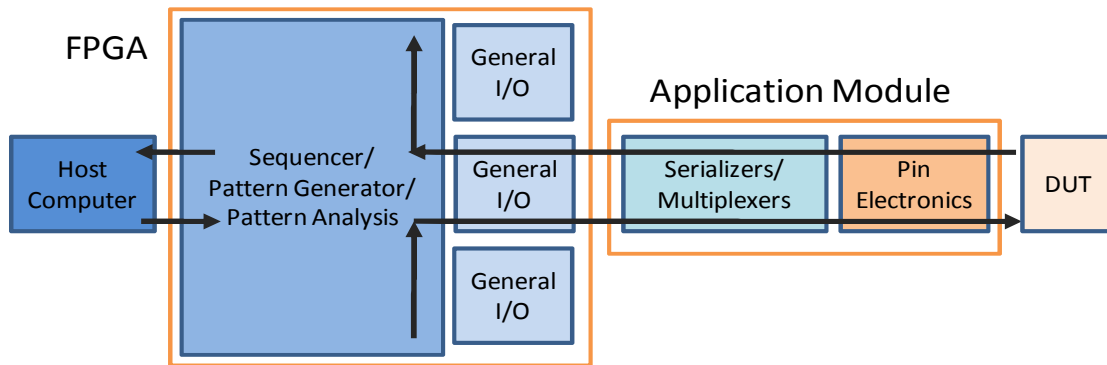 FPGA
General
I/O
Application Module
Host
Computer
Sequencer/
Pattern Generator/
Pattern Analysis
General
I/O
Serializers/
Multiplexers
Pin
Electronics
DUT
General
I/O